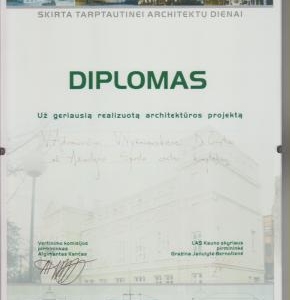 SKIRTA TARPTAUTINEI ARCHITEKTŲ DIENAI
DIPLOMAS
Už geriausią realizuotą architektūros projektą
Vertinimo komisijos
pirmininkas
Algimantas Kančas
LAS Kauno skyriaus
pirmininkė
Gražina Janulytė-Bernotienė